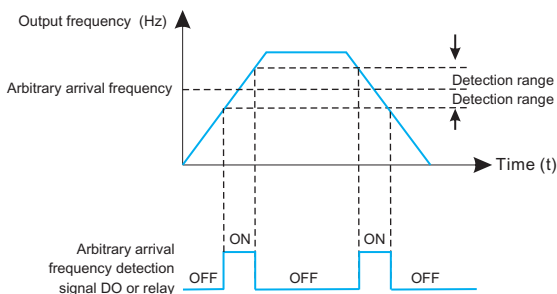 Output frequency (Hz)
Arbitrary arrival frequency
Detection range
Detection range
Time (t)
ON
ON
Arbitrary arrival
frequency detection
signal DO or relay
OFF
OFF
OFF